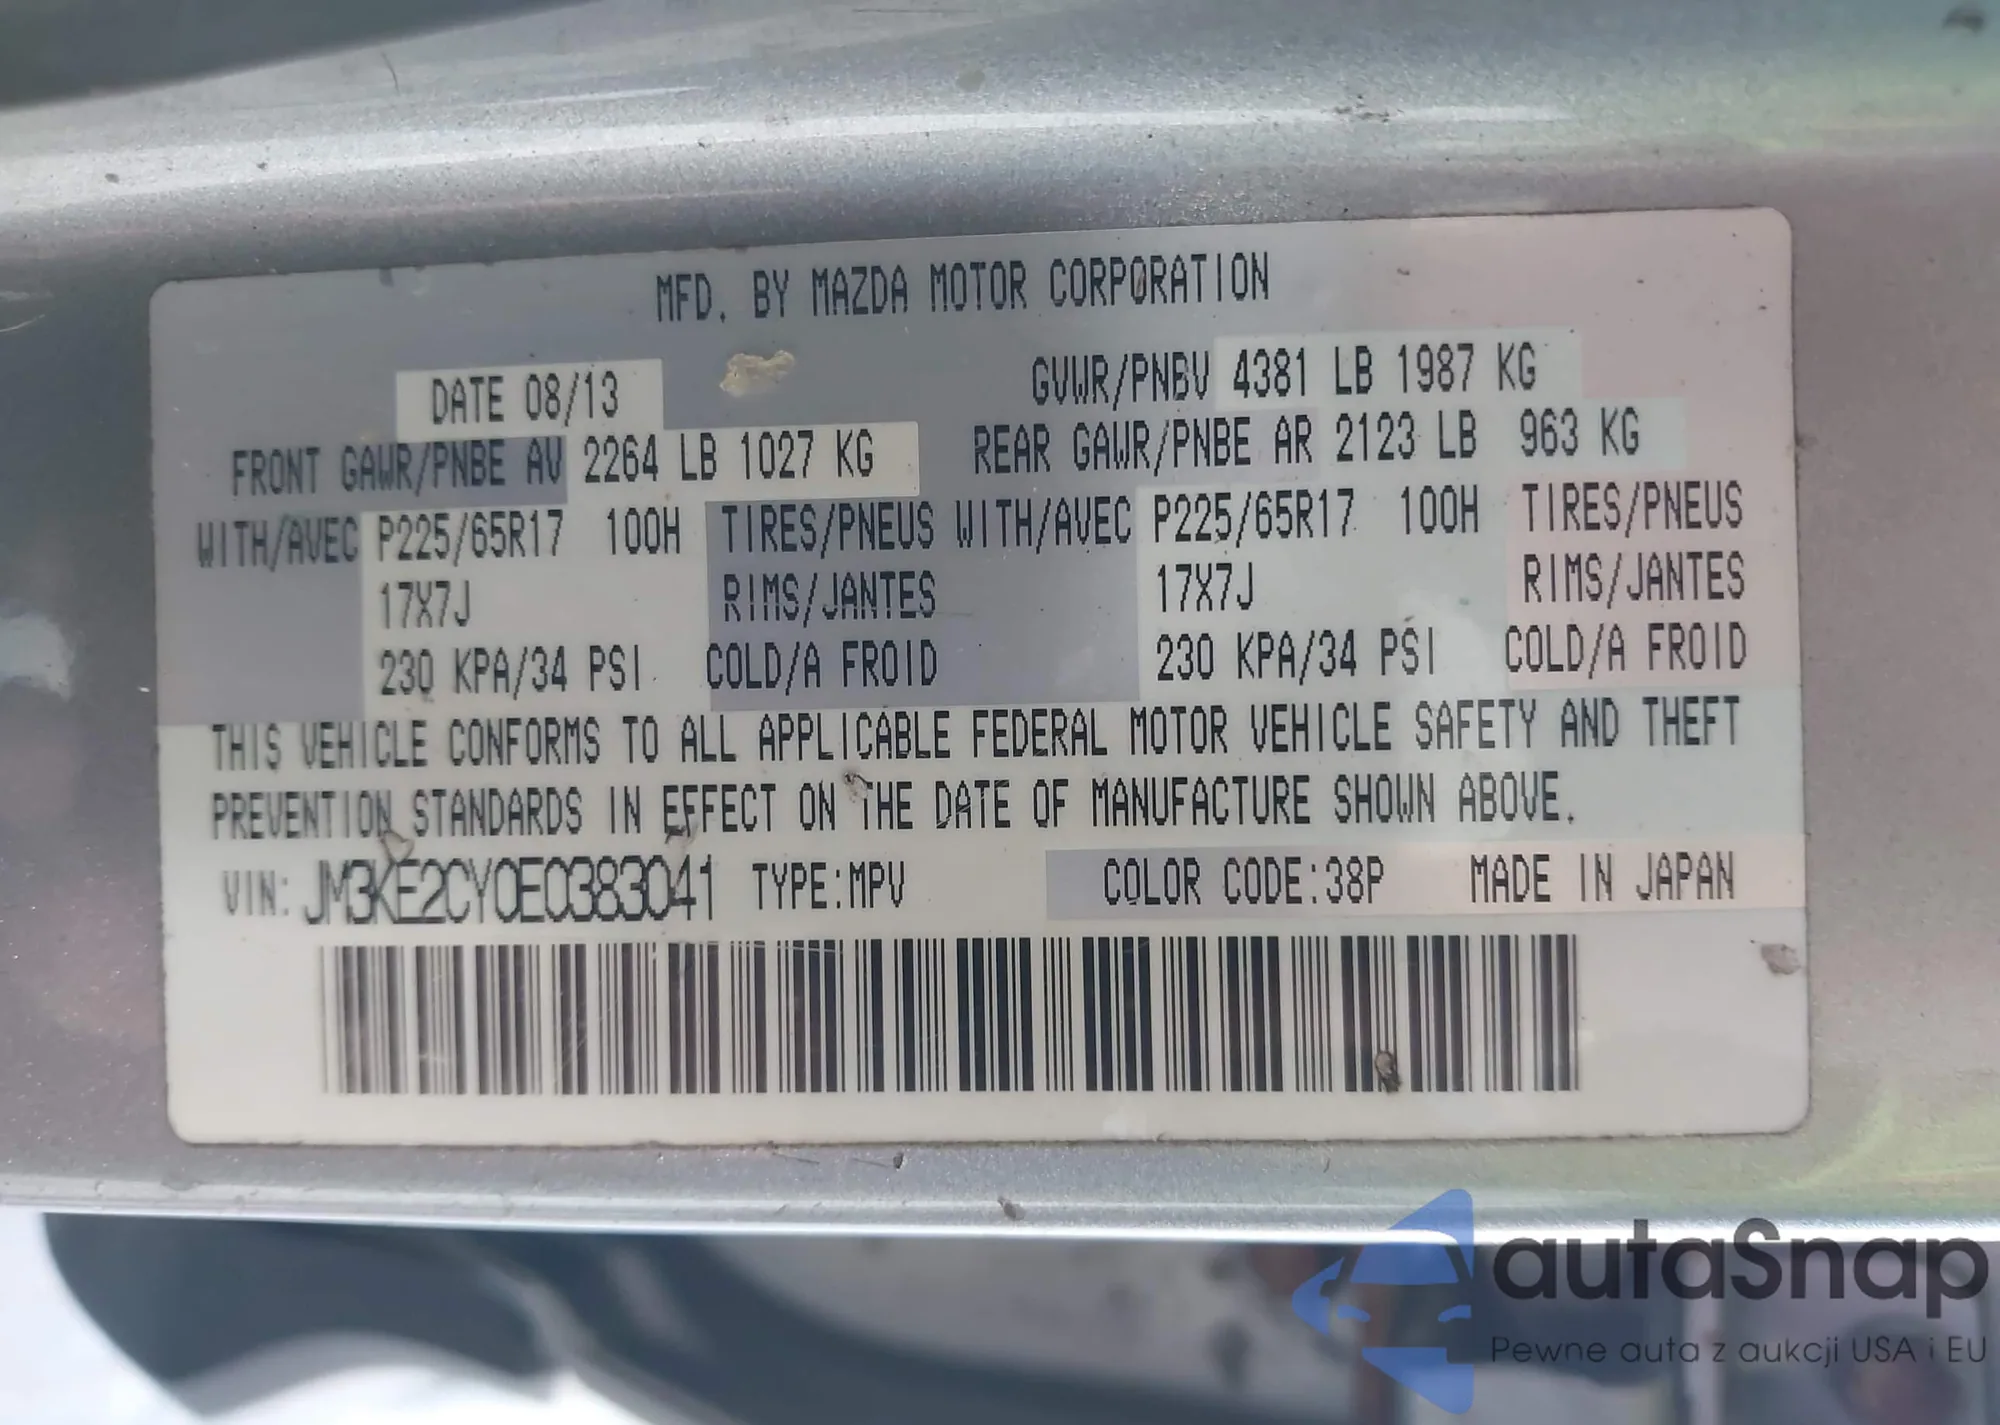 MFD. BY MAZDA MOTOR CORPORATION
DATE 08/13 GVWR/PNBV 4381 LB 1987 KG
FRONT GAWR/PNBE AV 2264 LB 1027 KG REAR GAWR/PNBE AR 2123 LB 963 KG
WITH/AVEC P225/65R17 100H TIRES/PNEUS WITH/AVEC P225/65R17 100H TIRES/PNEUS
17X7J RIMS/JANTES 17X7J RIMS/JANTES
230 KPA/34 PSI COLD/A FROID 230 KPA/34 PSI COLD/A FROID
THIS VEHICLE CONFORMS TO ALL APPLICABLE FEDERAL MOTOR VEHICLE SAFETY AND THEFT
PREVENTION STANDARDS IN EFFECT ON THE DATE OF MANUFACTURE SHOWN ABOVE.
VIN: JM3KE2CY0E0383041 TYPE:MPV COLOR CODE:38P MADE IN JAPAN
autaSnap
Pewne auta z aukcji USA i EU